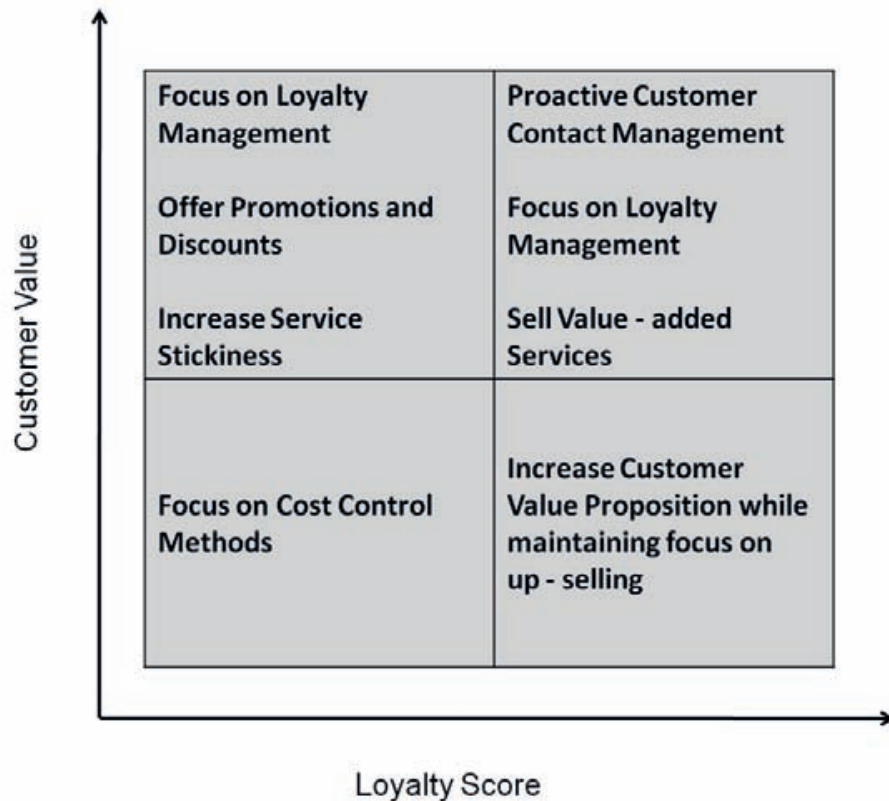 Customer Value
Focus on Loyalty
Management
Offer Promotions and
Discounts
Increase Service
Stickiness
Proactive Customer
Contact Management
Focus on Loyalty
Management
Sell Value - added
Services
Focus on Cost Control
Methods
Increase Customer
Value Proposition while
maintaining focus on
up - selling
Loyalty Score